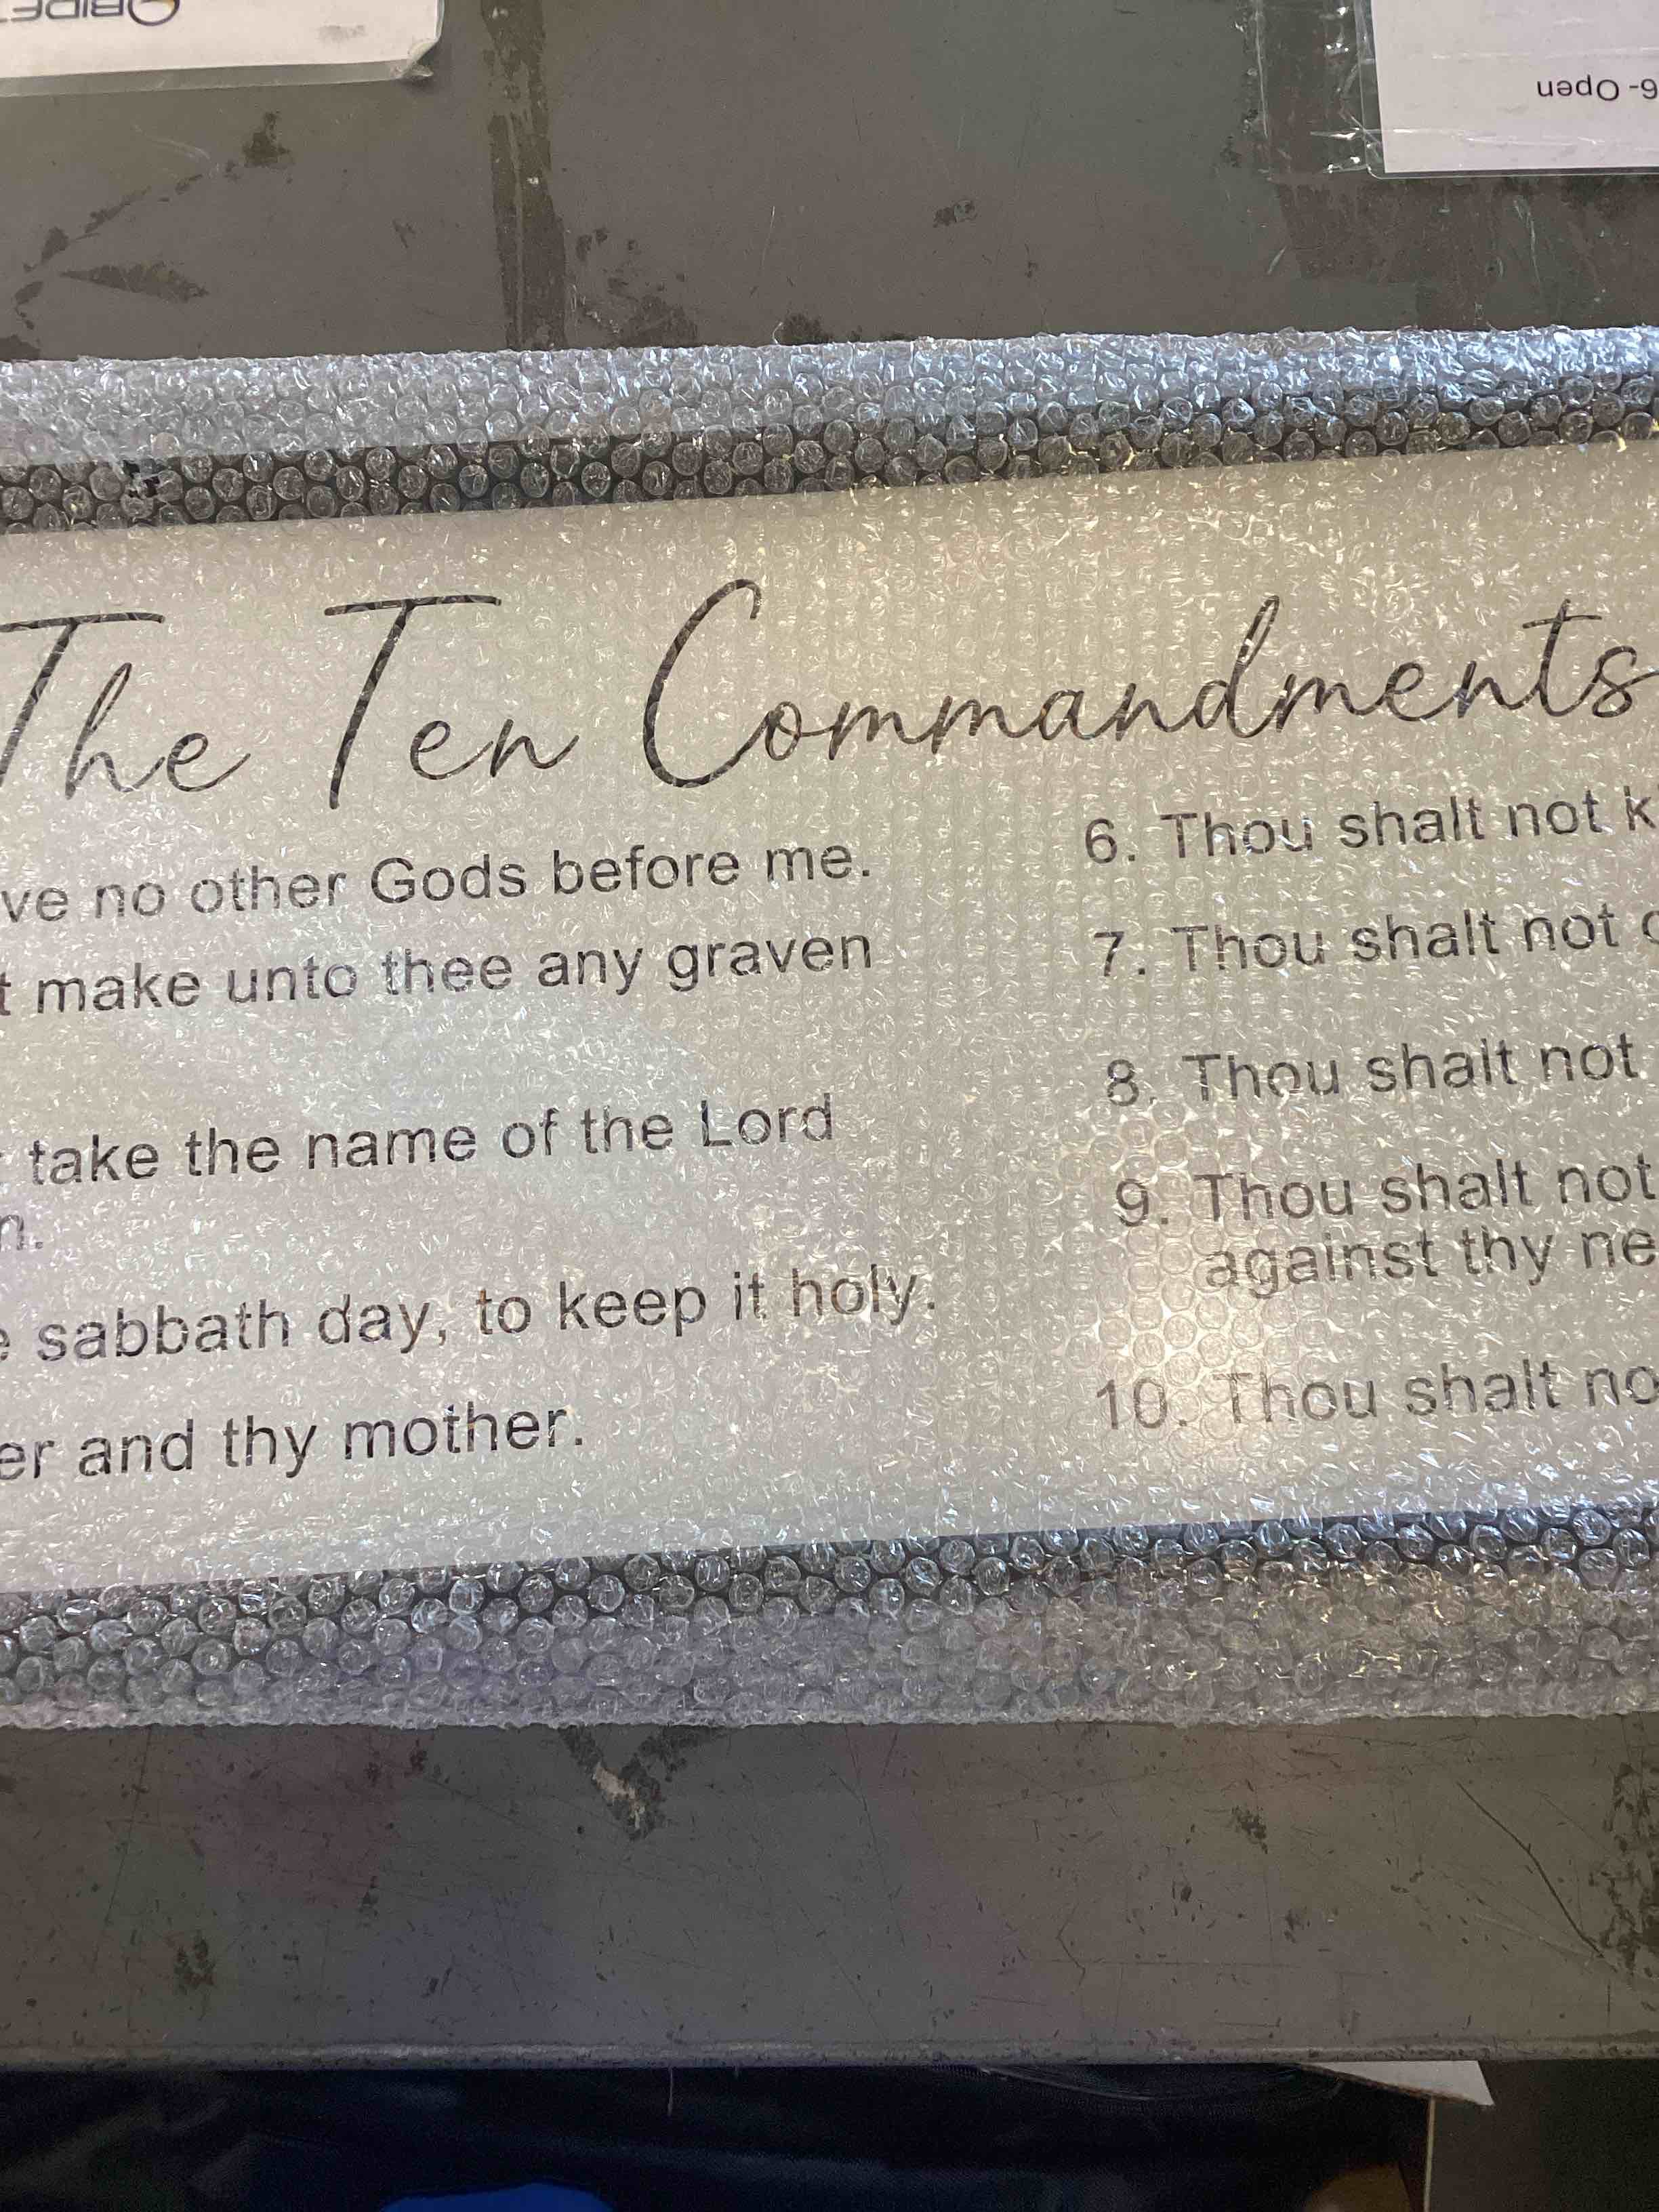 6- Open
The Ten Commandments
ve no other Gods before me.
t make unto thee any graven
take the name of the Lord
n.
e sabbath day, to keep it holy.
er and thy mother.
6. Thou shalt not k
7. Thou shalt not c
8. Thou shalt not
9. Thou shalt not
against thy ne
10. Thou shalt no